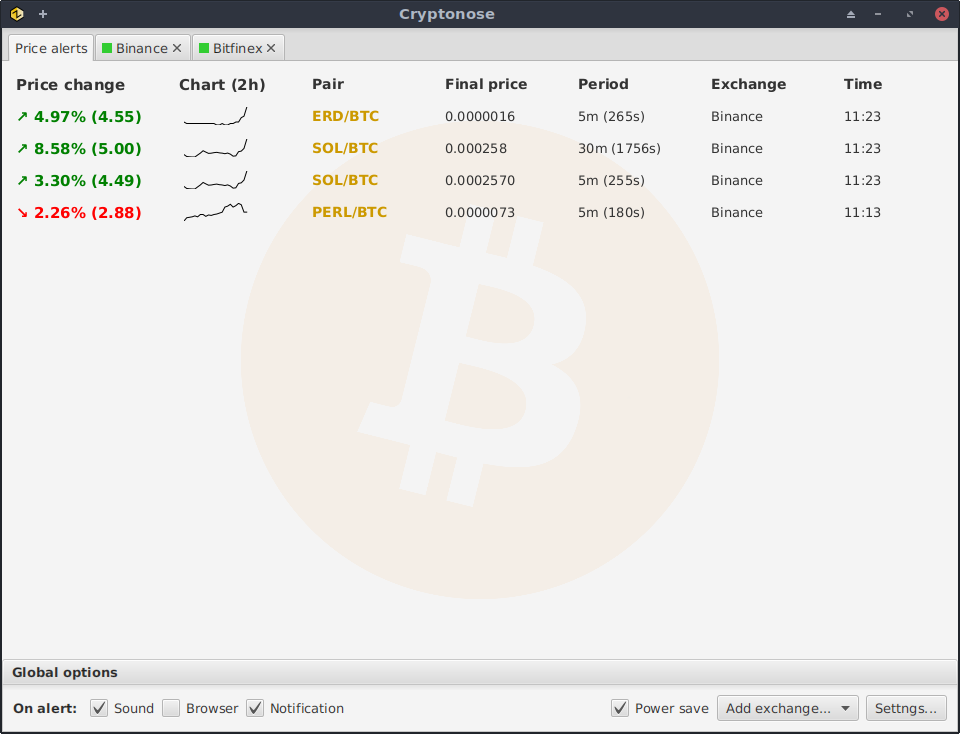 Cryptonose
Price alerts Binance Bitfinex
Price change Chart (2h) Pair Final price Period Exchange Time
↗ 4.97% (4.55) ERD/BTC 0.0000016 5m (265s) Binance 11:23
↗ 8.58% (5.00) SOL/BTC 0.000258 30m (1756s) Binance 11:23
↗ 3.30% (4.49) SOL/BTC 0.0002570 5m (255s) Binance 11:23
↘ 2.26% (2.88) PERL/BTC 0.0000073 5m (180s) Binance 11:13
Global options
On alert: Sound Browser Notification Power save Add exchange... Settngs...